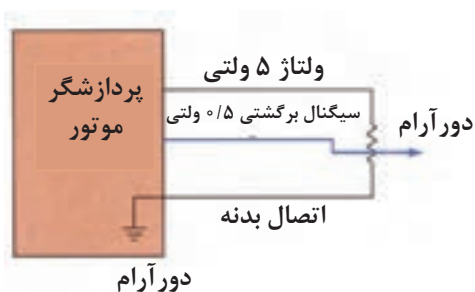 ولتاژ ۵ ولتی
پردازشگر
موتور
سیگنال برگشتی ۰/۵ ولتی
دورآرام
اتصال بدنه
دورآرام